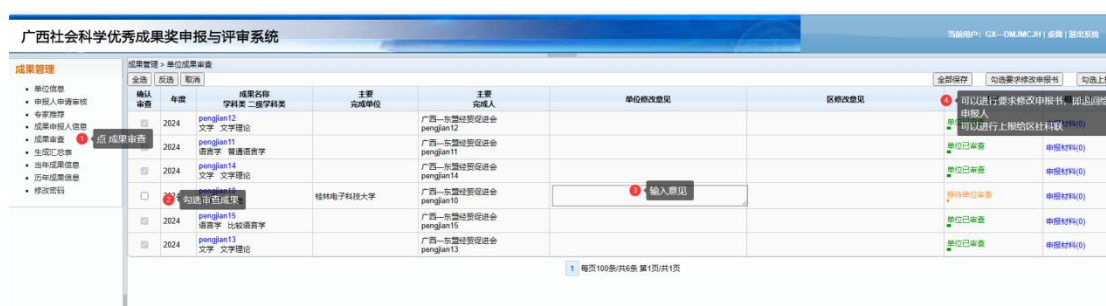 广西社会科学优秀成果奖申报与评审系统
当前用户: GX—DMJMCJH | 桌面 | 退出系统
成果管理
单位信息
申报人申请审核
专家推荐
成果申报人信息
成果审查
生成汇总表
当年成果信息
历年成果信息
修改密码
1 点 成果审查
成果管理 > 单位成果审查
全选 反选 取消
全部保存 勾选要求修改申报书 勾选上
确认审查 年度 成果名称 学科类 二级学科类 主要完成单位 主要完成人 单位修改意见 区修改意见
4 可以进行要求修改申报书，即退回给
申报人
可以进行上报给区社科联
2024 pengjian12 文学 文学理论 广西—东盟经贸促进会 pengjian12
2024 pengjian11 语言学 普通语言学 广西—东盟经贸促进会 pengjian11 单位已审查 申报材料(0)
2024 pengjian14 文学 文学理论 广西—东盟经贸促进会 pengjian14 单位已审查 申报材料(0)
桂林电子科技大学 广西—东盟经贸促进会 pengjian10 等待单位审查 申报材料(0)
2 勾选审查成果
3 输入意见
2024 pengjian15 语言学 比较语言学 广西—东盟经贸促进会 pengjian15 单位已审查 申报材料(0)
2024 pengjian13 文学 文学理论 广西—东盟经贸促进会 pengjian13 单位已审查 申报材料(0)
1 每页100条/共6条 第1页/共1页